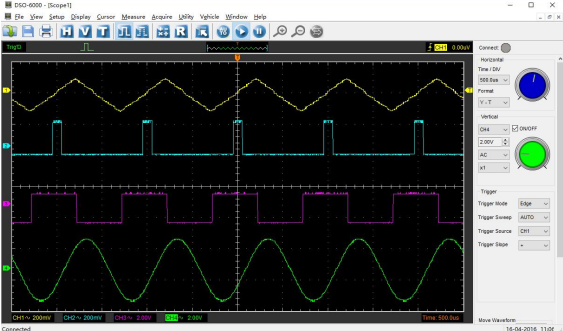 DSO-6000 - [Scope1]
File View Setup Display Cursor Measure Acquire Utility Vehicle Window Help
H V T R
Trig'D CH1 0.00uV
Connect:
Horizontal
Time / DIV
500.0us
Format
Y - T
Vertical
CH4 ON/OFF
2.00V
AC
x1
Trigger
Trigger Mode Edge
Trigger Sweep AUTO
Trigger Source CH1
Trigger Slope +
Move Waveform
CH1~ 200mV CH2~ 200mV CH3~ 2.00V CH4~ 2.00V Time: 500.0us
Connected 16-04-2016 11:06